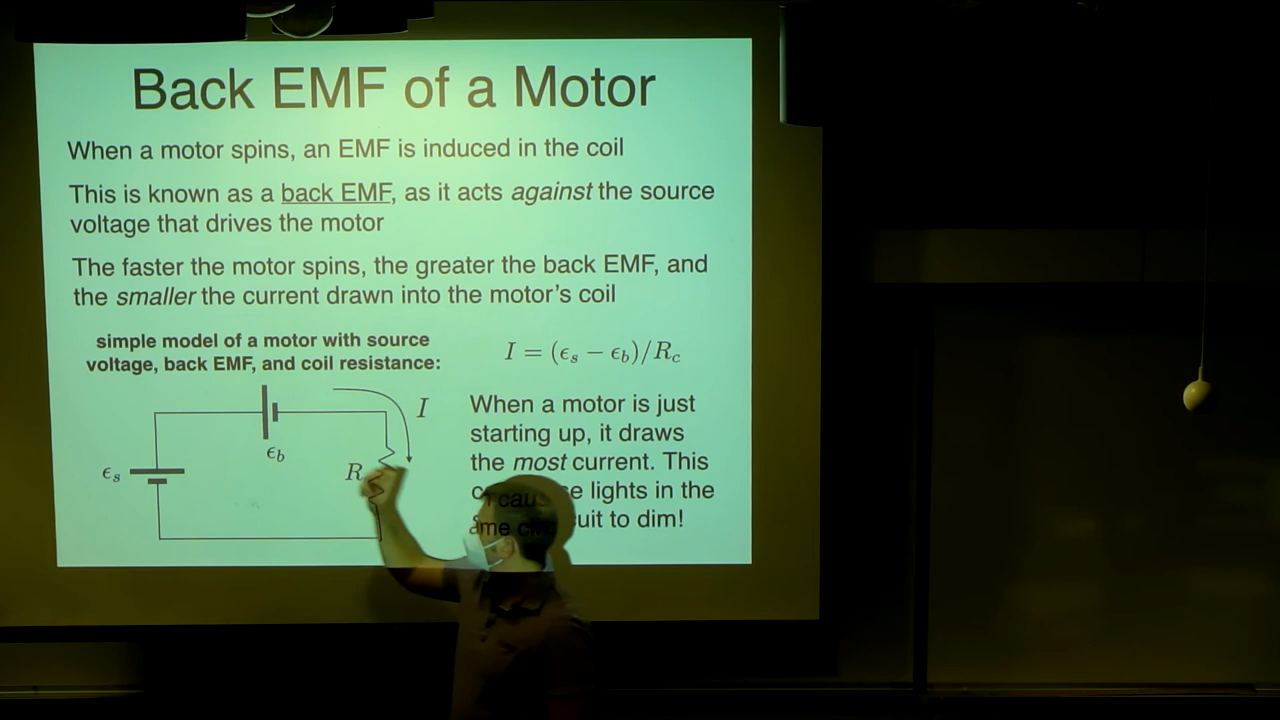 Back EMF of a Motor
When a motor spins, an EMF is induced in the coil
This is known as a back EMF, as it acts against the source
voltage that drives the motor
The faster the motor spins, the greater the back EMF, and
the smaller the current drawn into the motor's coil
simple model of a motor with source
voltage, back EMF, and coil resistance:
I = (ϵs − ϵb)/Rc
I
ϵb
ϵs
R
When a motor is just
starting up, it draws
the most current. This
lights in the
to dim!